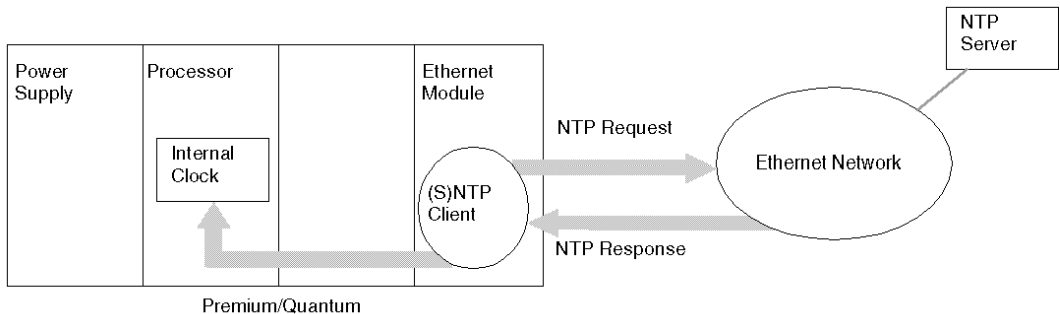 NTP
Server
Power
Supply
Processor
Ethernet
Module
NTP Request
Internal
Clock
Ethernet Network
(S)NTP
Client
NTP Response
Premium/Quantum